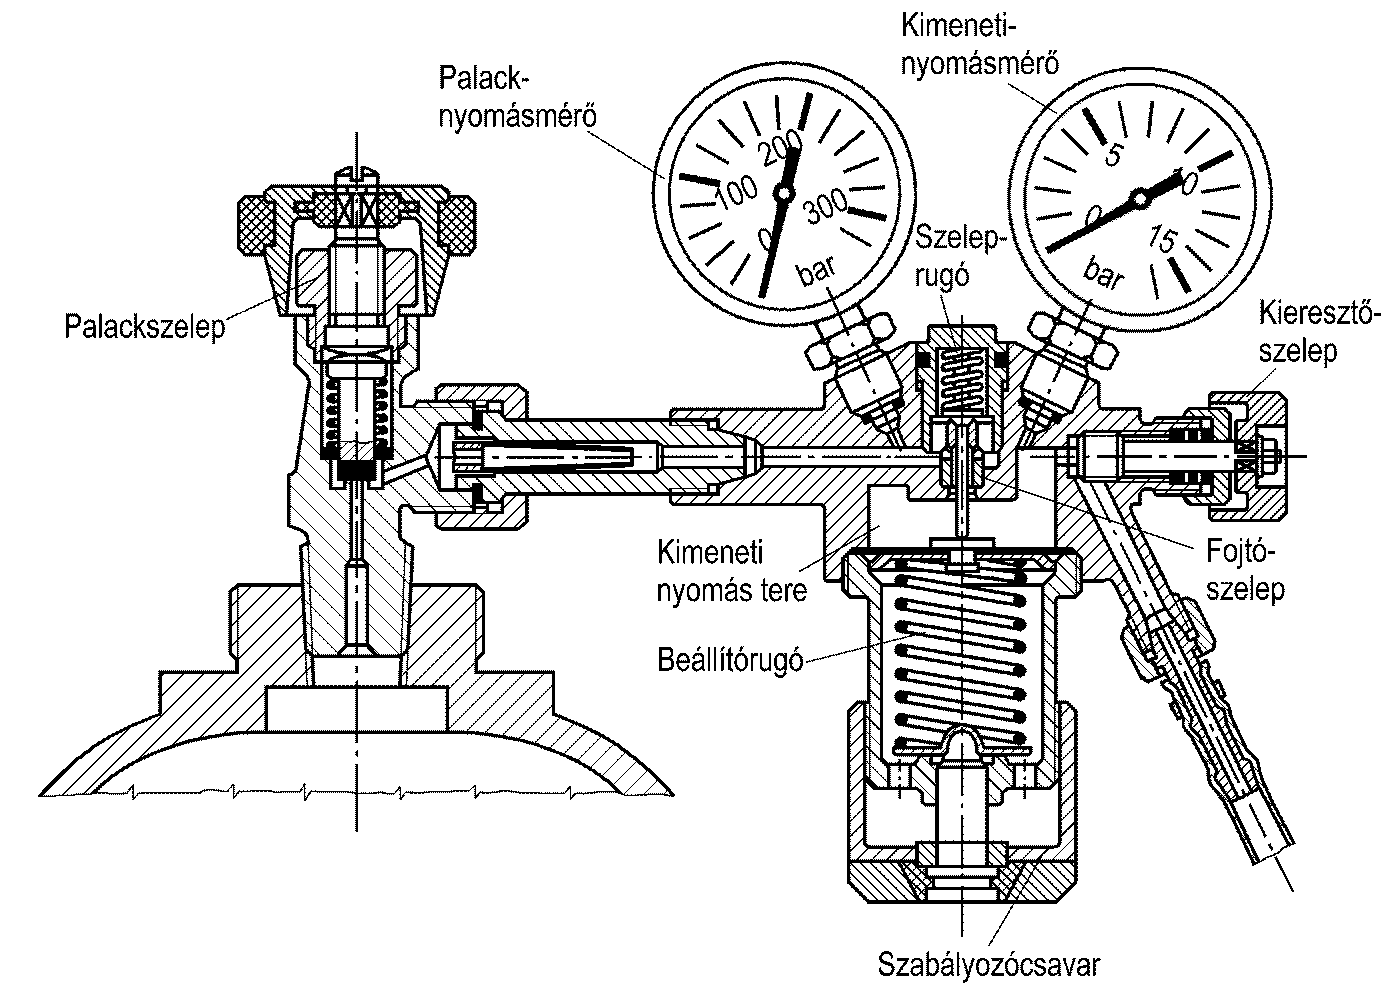 Kimeneti-
nyomásmérő
Palack-
nyomásmérő
200
100
300
0
bar
5
10
0
15
bar
Szelep-
rugó
Kieresztő-
szelep
Palackszelep
Kimeneti
nyomás tere
Fojtó-
szelep
Beállítórugó
Szabályozócsavar